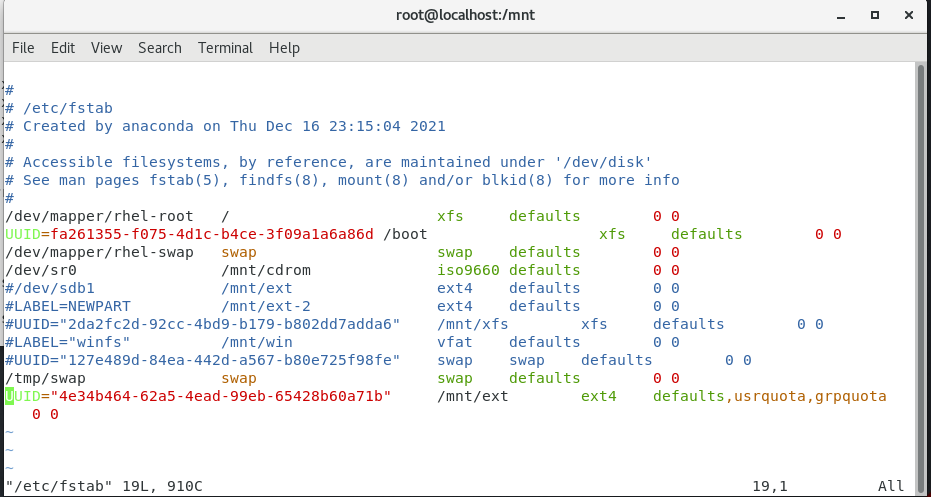 root@localhost:/mnt
File Edit View Search Terminal Help
#
# /etc/fstab
# Created by anaconda on Thu Dec 16 23:15:04 2021
#
# Accessible filesystems, by reference, are maintained under '/dev/disk'
# See man pages fstab(5), findfs(8), mount(8) and/or blkid(8) for more info
#
/dev/mapper/rhel-root   /                       xfs     defaults        0 0
UUID=fa261355-f075-4d1c-b4ce-3f09a1a6a86d /boot                   xfs     defaults        0 0
/dev/mapper/rhel-swap   swap                    swap    defaults        0 0
/dev/sr0                /mnt/cdrom              iso9660 defaults        0 0
#/dev/sdb1              /mnt/ext                ext4    defaults        0 0
#LABEL=NEWPART          /mnt/ext-2              ext4    defaults        0 0
#UUID="2da2fc2d-92cc-4bd9-b179-b802dd7adda6"    /mnt/xfs        xfs     defaults        0 0
#LABEL="winfs"          /mnt/win                vfat    defaults        0 0
#UUID="127e489d-84ea-442d-a567-b80e725f98fe"    swap    swap    defaults        0 0
/tmp/swap               swap                    swap    defaults        0 0
UUID="4e34b464-62a5-4ead-99eb-65428b60a71b"     /mnt/ext        ext4    defaults,usrquota,grpquota
   0 0
~
~
~
"/etc/fstab" 19L, 910C                                                             19,1          All